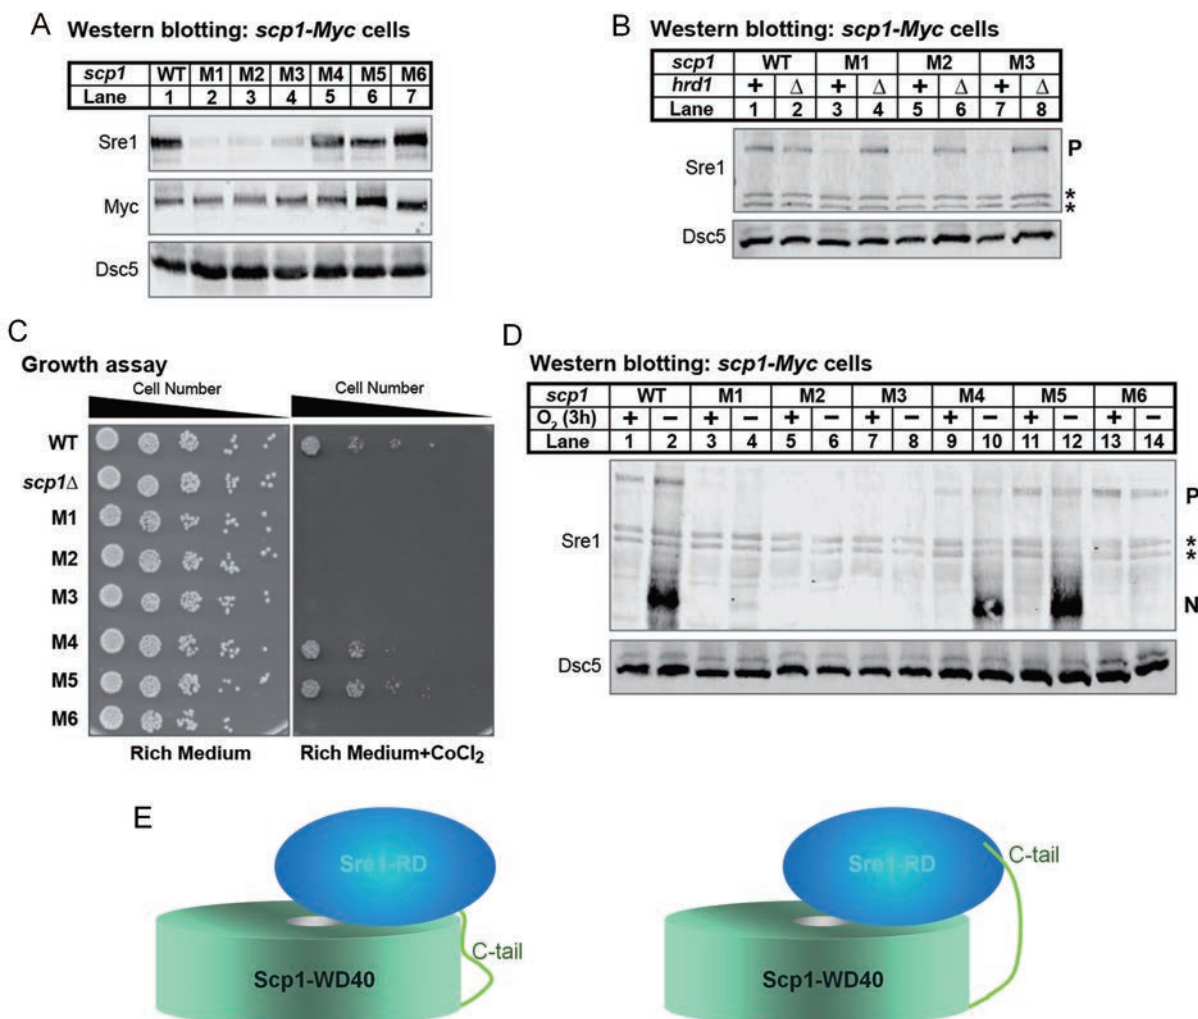 A Western blotting: scp1-Myc cells
scp1 WT M1 M2 M3 M4 M5 M6
Lane 1 2 3 4 5 6 7
Sre1
Myc
Dsc5
B Western blotting: scp1-Myc cells
scp1 WT M1 M2 M3
hrd1 + Δ + Δ + Δ + Δ
Lane 1 2 3 4 5 6 7 8
Sre1
P
*
*
Dsc5
C
Growth assay
Cell Number
Cell Number
WT
scp1Δ
M1
M2
M3
M4
M5
M6
Rich Medium
Rich Medium+CoCl₂
D
Western blotting: scp1-Myc cells
scp1 WT M1 M2 M3 M4 M5 M6
O₂ (3h) + − + − + − + − + − + − + −
Lane 1 2 3 4 5 6 7 8 9 10 11 12 13 14
Sre1
P
*
*
N
Dsc5
E
Sre1-RD
C-tail
Scp1-WD40
Sre1-RD
C-tail
Scp1-WD40